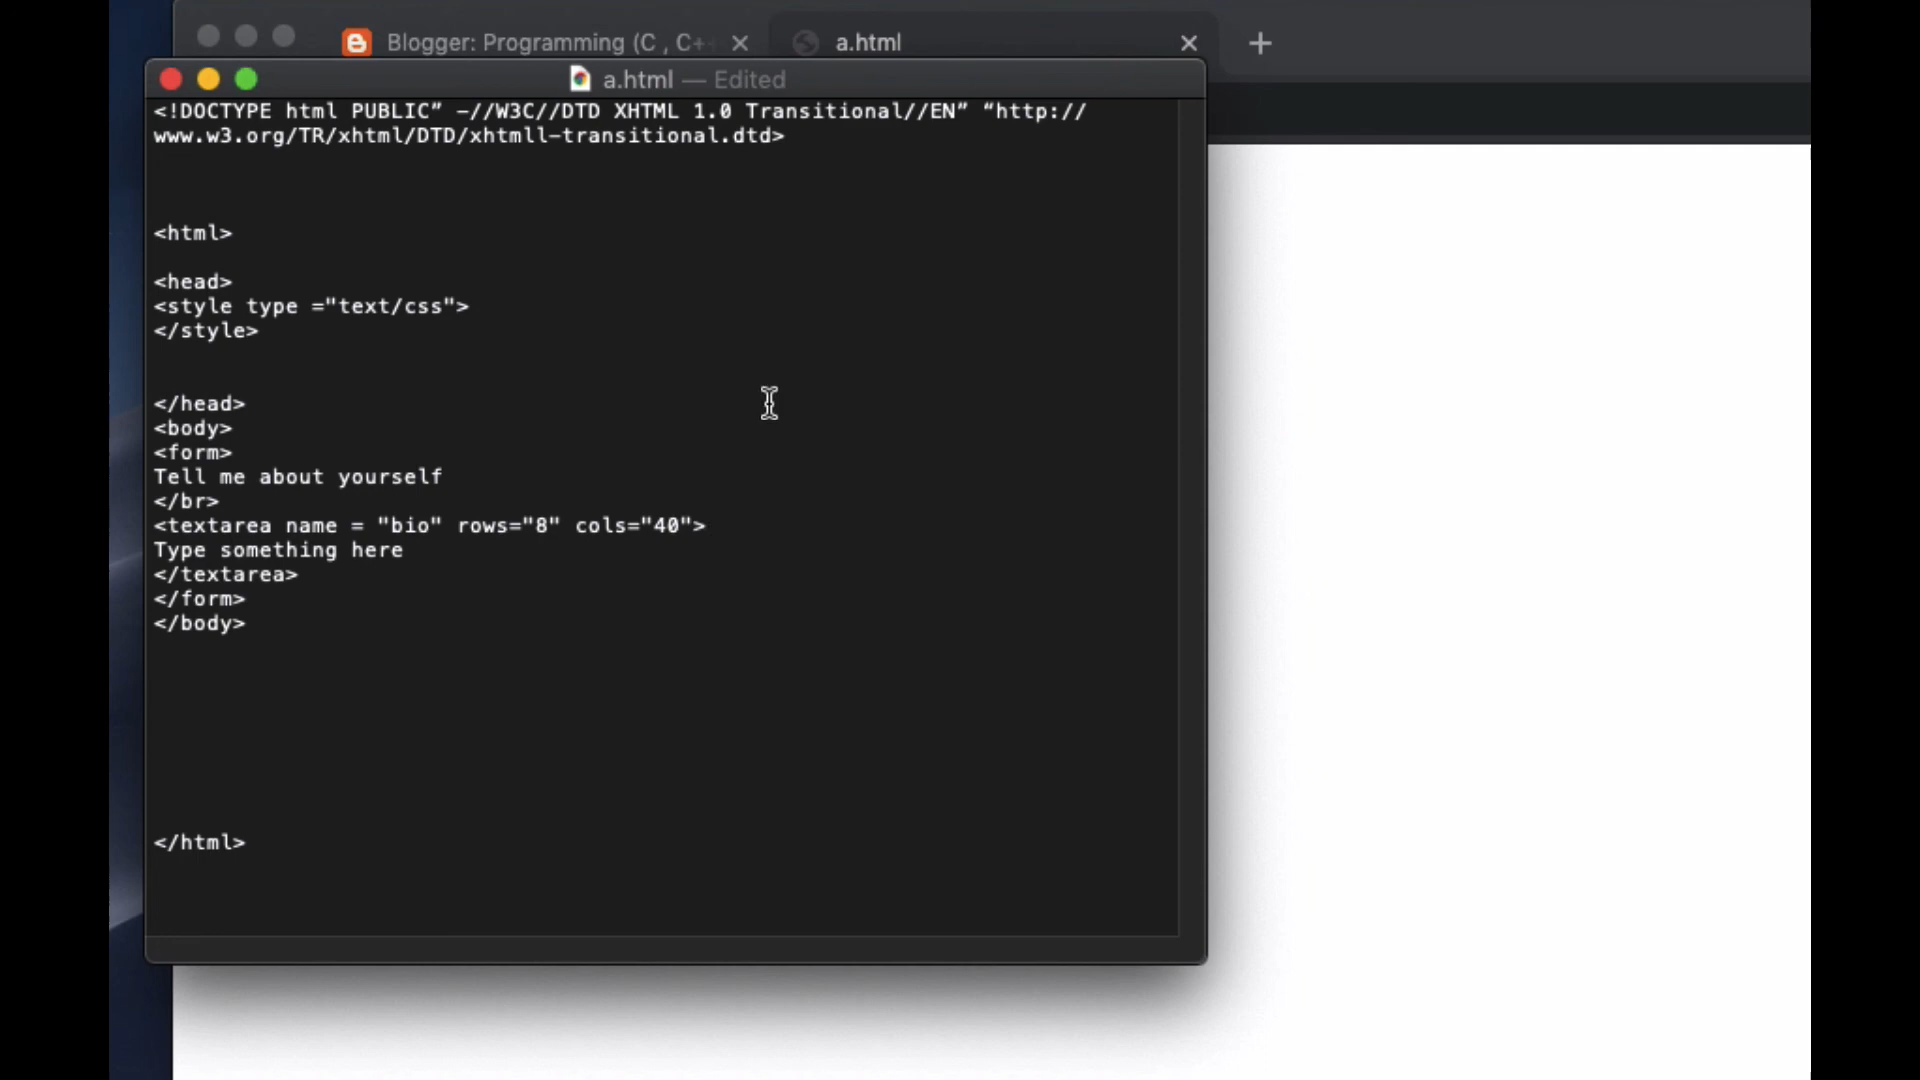 Blogger: Programming (C , C+
a.html
a.html — Edited
<!DOCTYPE html PUBLIC” -//W3C//DTD XHTML 1.0 Transitional//EN” “http://
www.w3.org/TR/xhtml/DTD/xhtmll-transitional.dtd>
<html>
<head>
<style type ="text/css">
</style>
</head>
<body>
<form>
Tell me about yourself
</br>
<textarea name = "bio" rows="8" cols="40">
Type something here
</textarea>
</form>
</body>
</html>